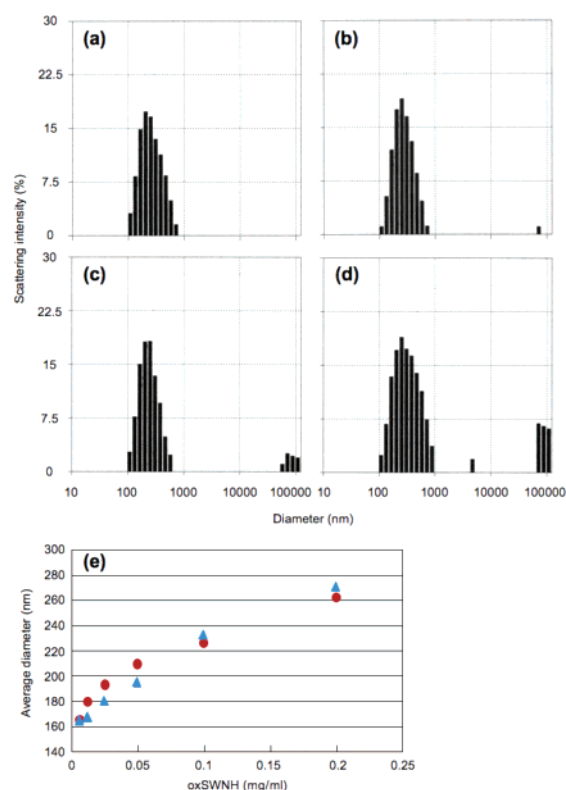 30
(a)
(b)
22.5
15
7.5
0
Scattering intensity (%)
30
(c)
(d)
22.5
15
7.5
0
10 100 1000 10000 100000 10 100 1000 10000 100000
Diameter (nm)
300
(e)
280
260
240
220
200
180
160
140
Average diameter (nm)
0 0.05 0.1 0.15 0.2 0.25
oxSWNH (mg/ml)